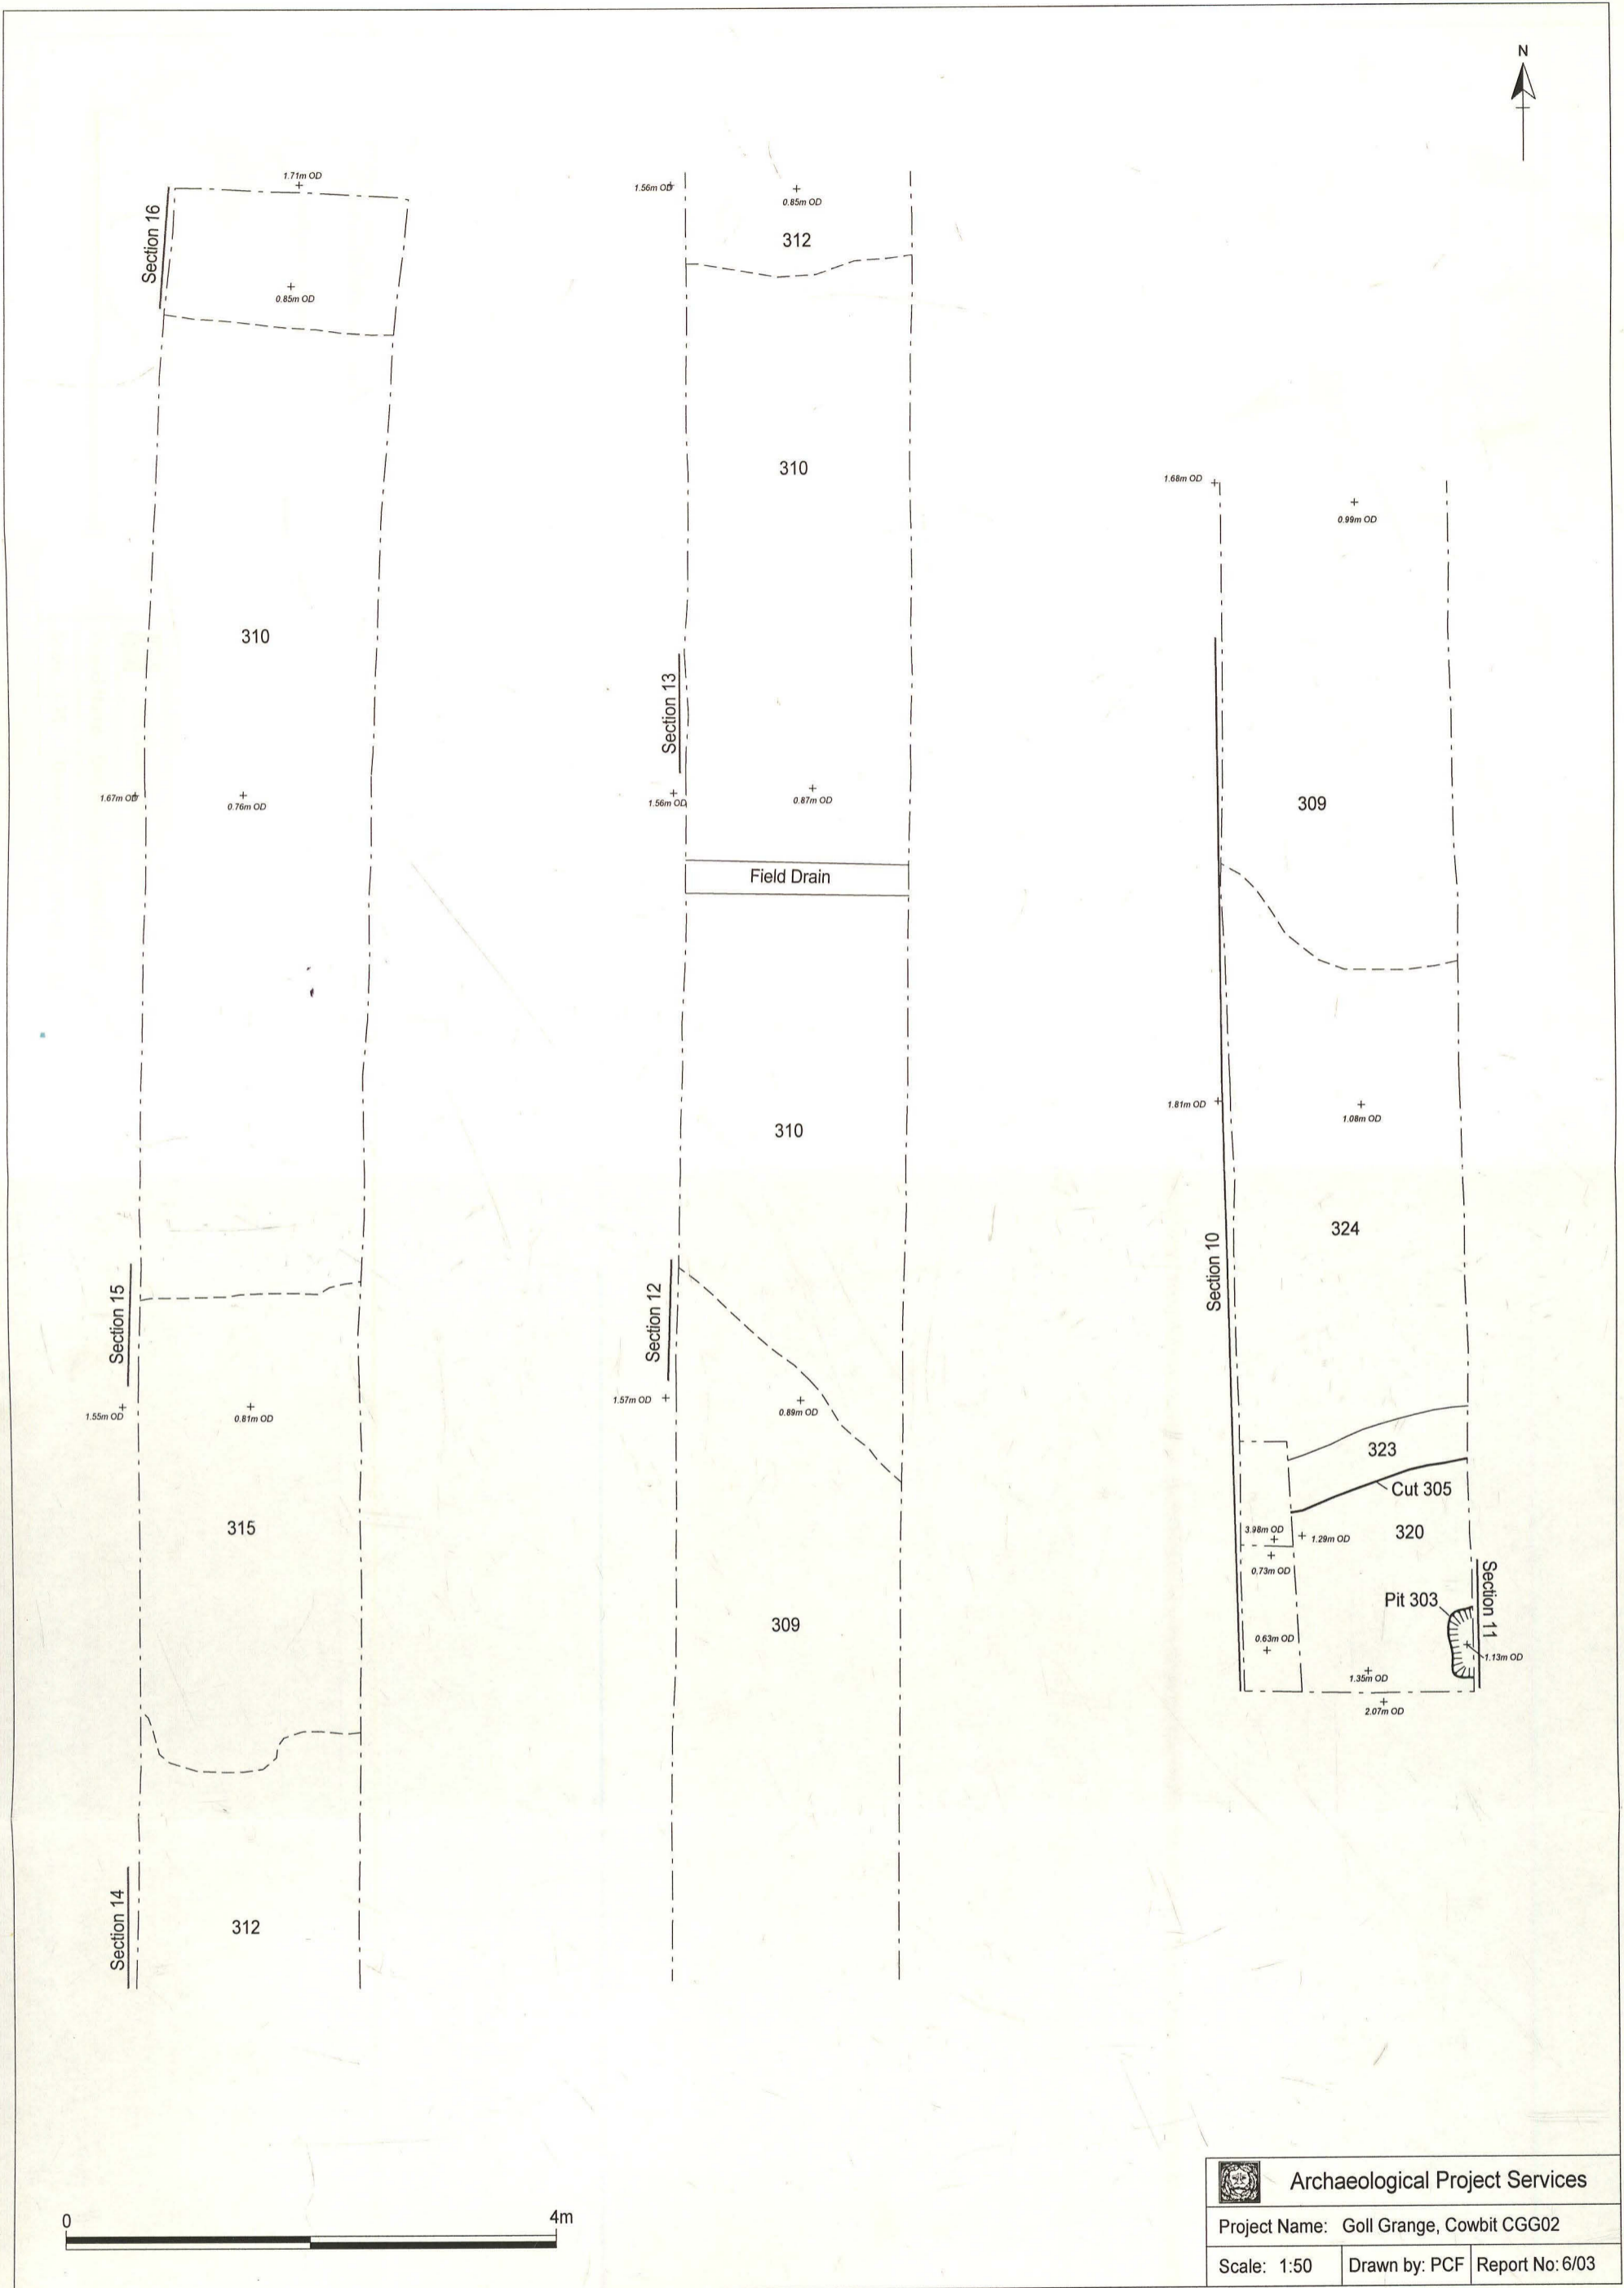 N
1.71m OD
Section 16
0.85m OD
310
1.67m OD
0.76m OD
Section 15
1.55m OD
0.81m OD
315
Section 14
312
1.56m OD
0.85m OD
312
310
Section 13
1.56m OD
0.87m OD
Field Drain
310
Section 12
1.57m OD
0.89m OD
309
1.68m OD
0.99m OD
309
1.81m OD
1.08m OD
Section 10
324
323
Cut 305
3.98m OD
1.29m OD
320
0.73m OD
Section 11
Pit 303
0.63m OD
1.13m OD
1.35m OD
2.07m OD
0 4m
Archaeological Project Services
Project Name: Goll Grange, Cowbit CGG02
Scale: 1:50 Drawn by: PCF Report No: 6/03